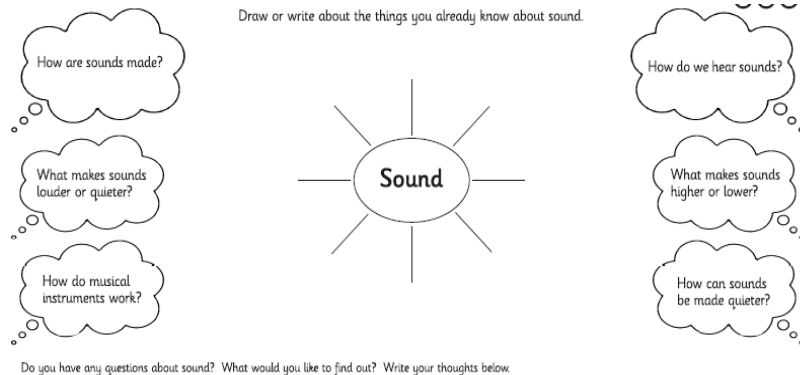 Draw or write about the things you already know about sound.
How are sounds made?
How do we hear sounds?
What makes sounds
louder or quieter?
Sound
What makes sounds
higher or lower?
How do musical
instruments work?
How can sounds
be made quieter?
Do you have any questions about sound? What would you like to find out? Write your thoughts below.